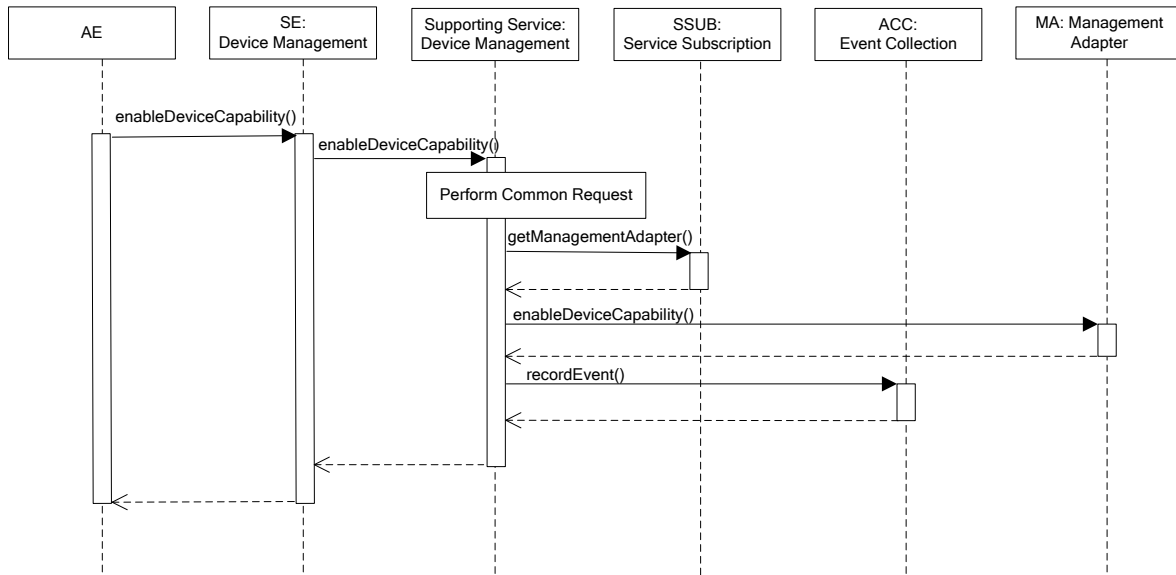 AE
SE:
Device Management
Supporting Service:
Device Management
SSUB:
Service Subscription
ACC:
Event Collection
MA: Management
Adapter
enableDeviceCapability()
enableDeviceCapability()
Perform Common Request
getManagementAdapter()
enableDeviceCapability()
recordEvent()